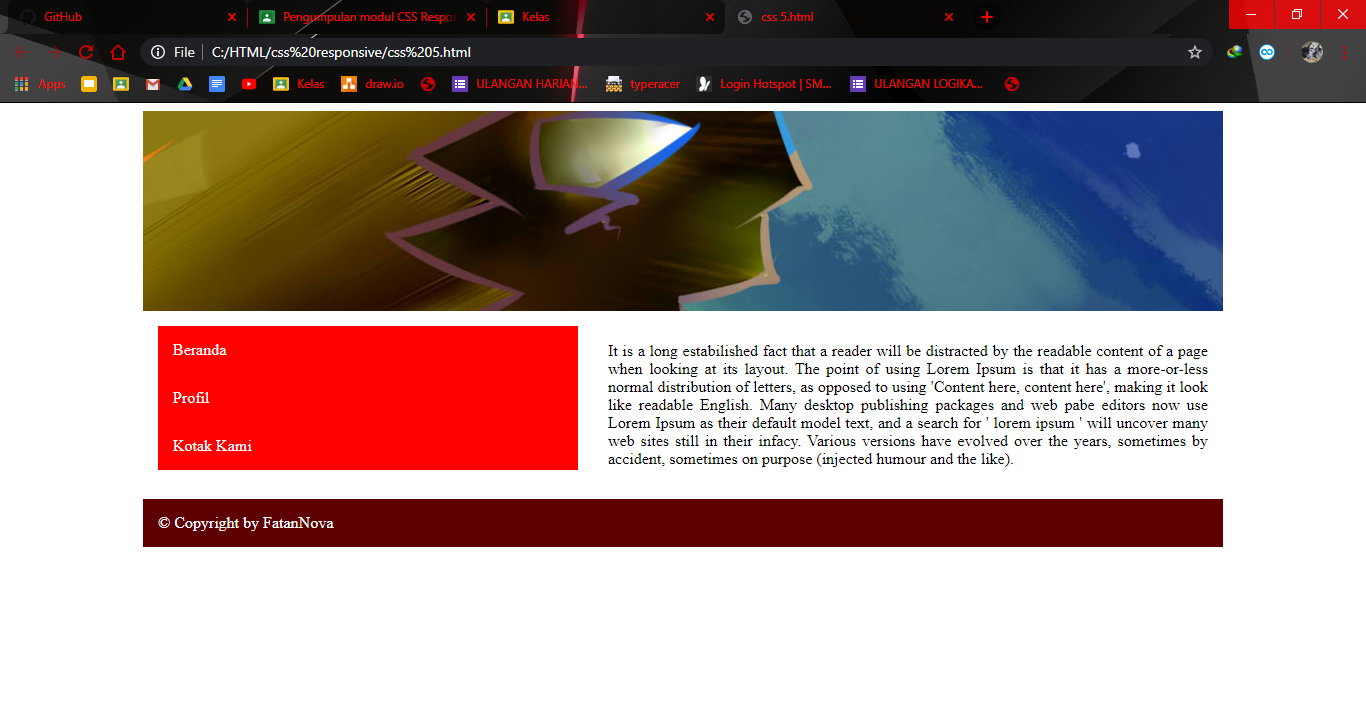 GitHub
Pengumpulan modul CSS Respon
Kelas
css 5.html
File
C:/HTML/css%20responsive/css%205.html
Apps
Kelas
draw.io
ULANGAN HARIAN...
typeracer
Login Hotspot | SM...
ULANGAN LOGIKA...
Beranda
Profil
Kotak Kami
It is a long estabilished fact that a reader will be distracted by the readable content of a page
when looking at its layout. The point of using Lorem Ipsum is that it has a more-or-less
normal distribution of letters, as opposed to using 'Content here, content here', making it look
like readable English. Many desktop publishing packages and web pabe editors now use
Lorem Ipsum as their default model text, and a search for ' lorem ipsum ' will uncover many
web sites still in their infacy. Various versions have evolved over the years, sometimes by
accident, sometimes on purpose (injected humour and the like).
© Copyright by FatanNova